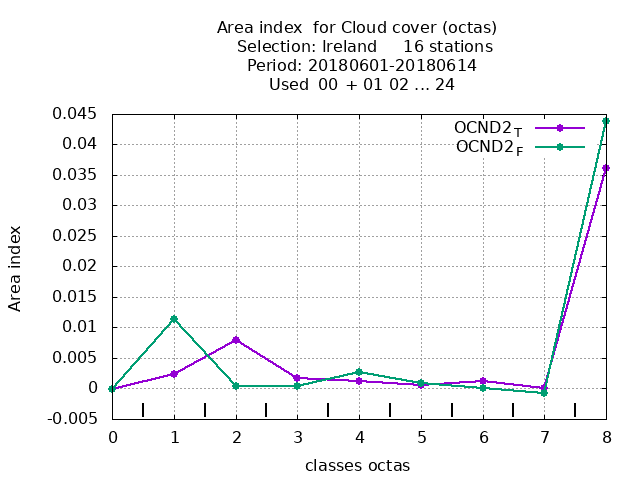 Area index  for Cloud cover (octas)
Selection: Ireland     16 stations
Period: 20180601-20180614
Used  00 + 01 02 ... 24
OCND2T
OCND2F
0.045
0.04
0.035
0.03
0.025
0.02
0.015
0.01
0.005
0
-0.005
Area index
0 1 2 3 4 5 6 7 8
classes octas